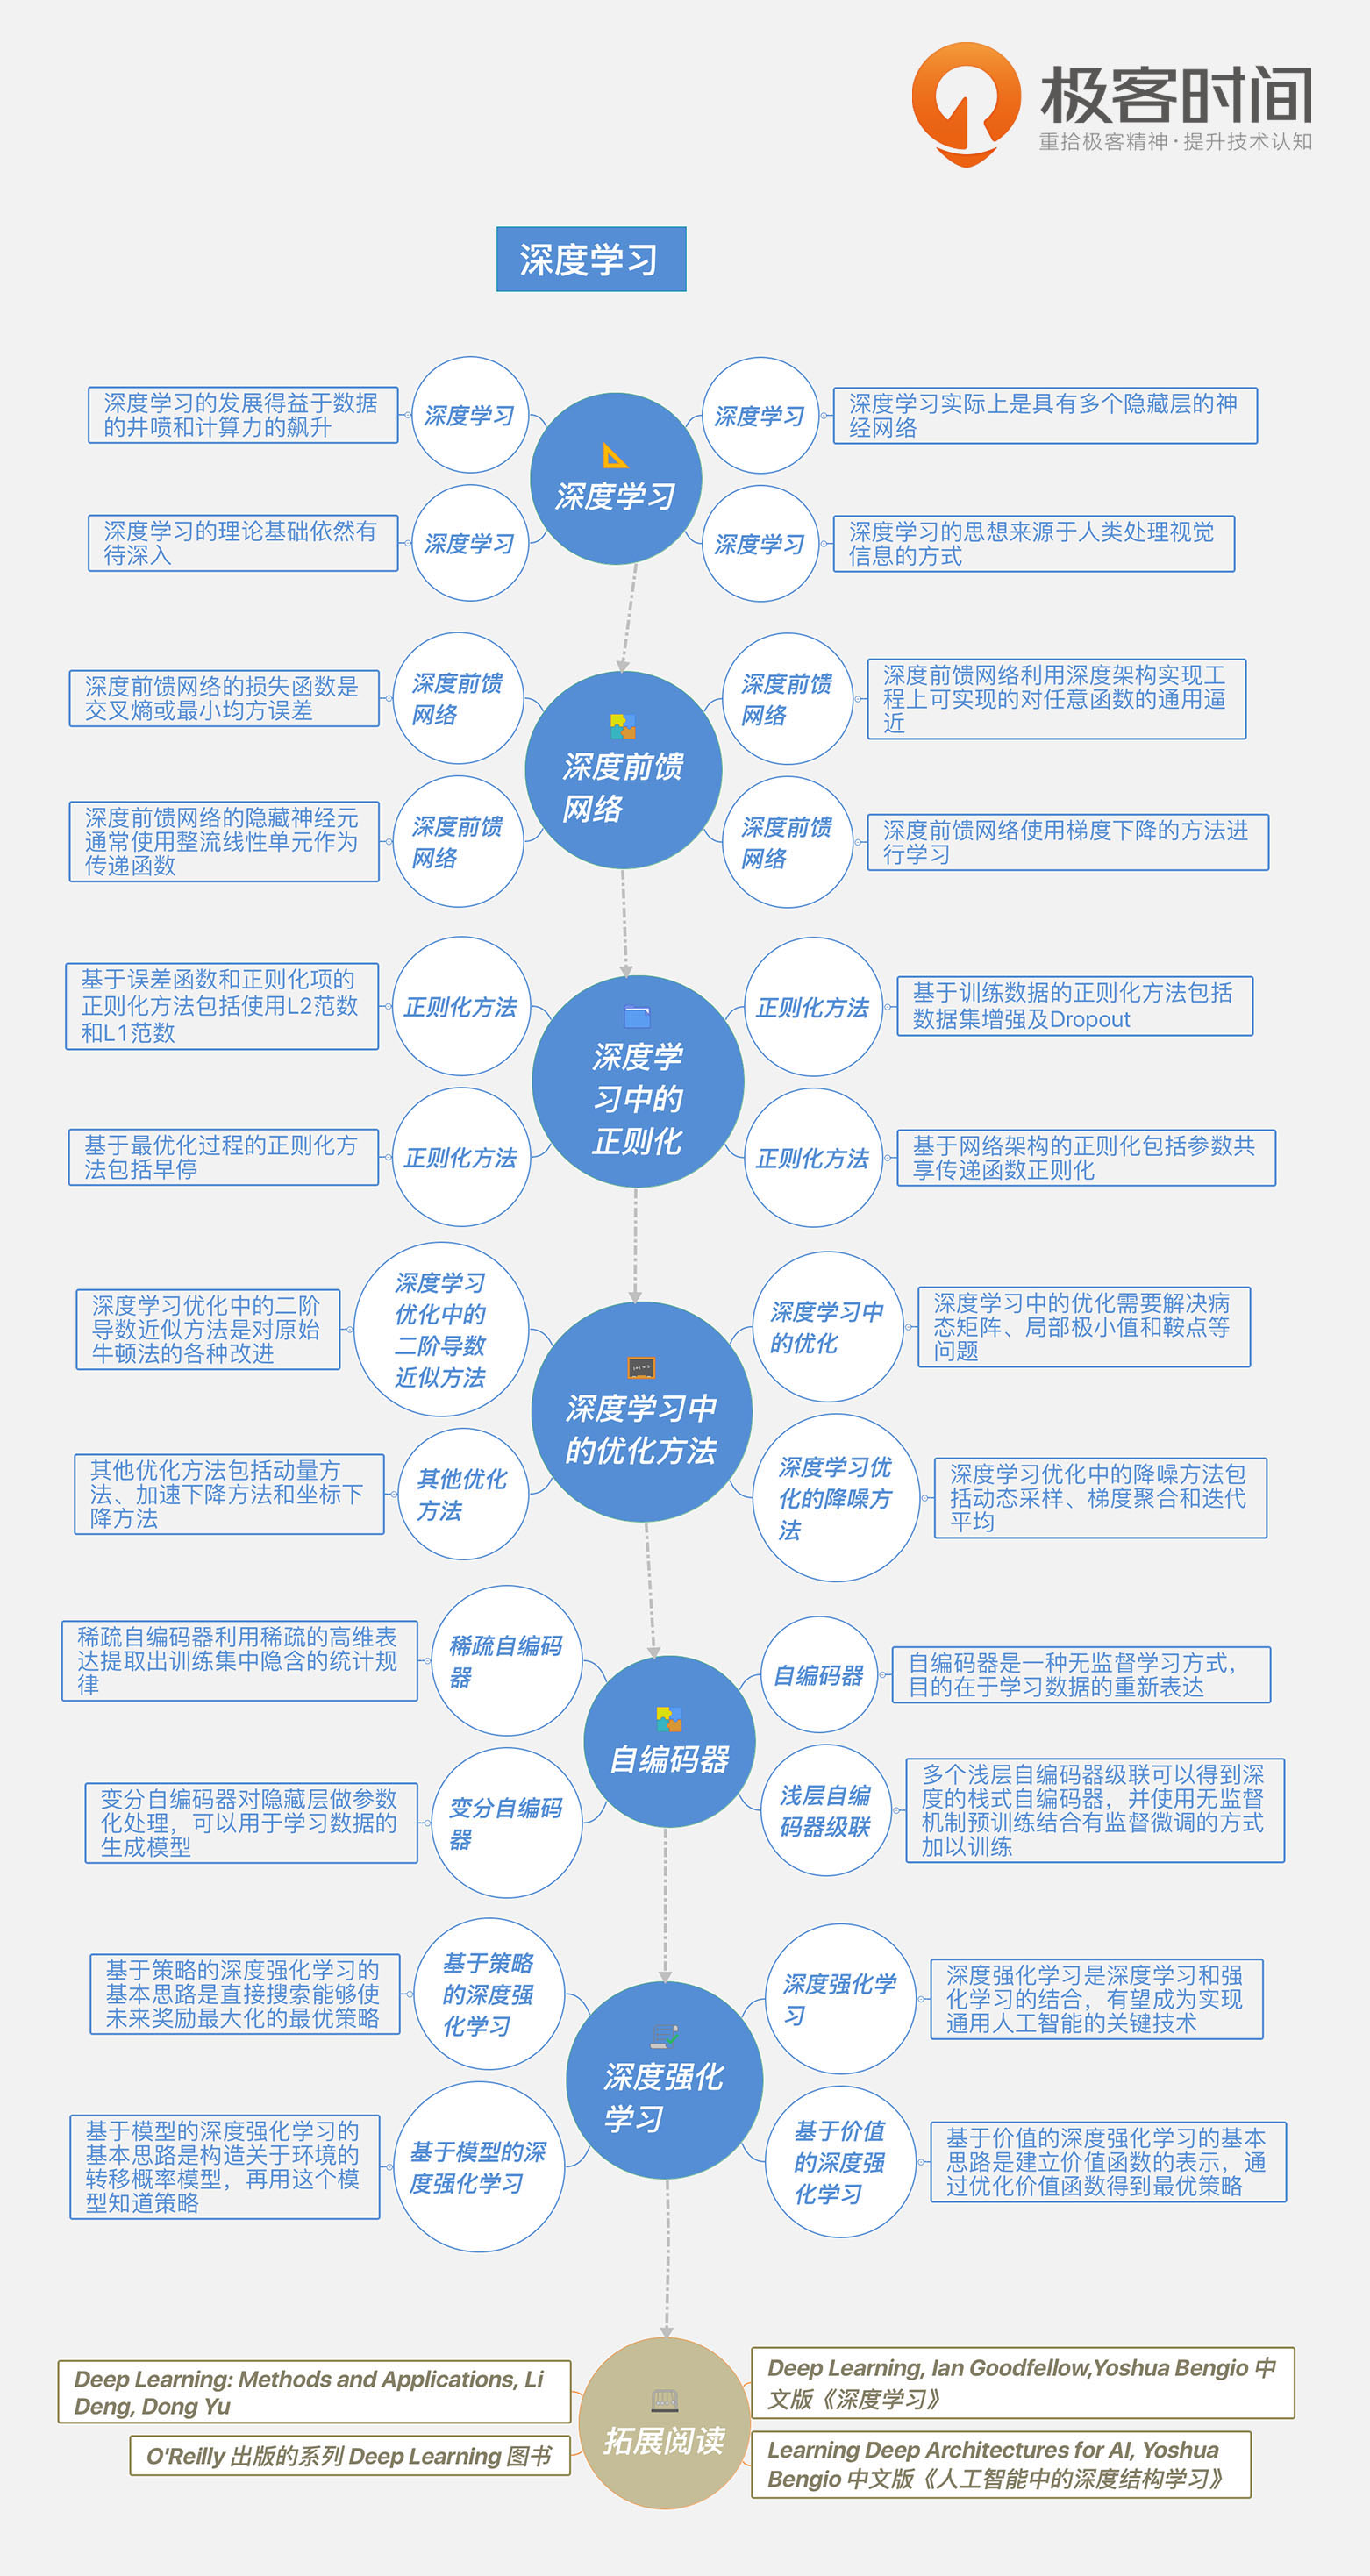 极客时间
重拾极客精神·提升技术认知
深度学习
深度学习的发展得益于数据
的井喷和计算力的飙升
深度学习
深度学习
深度学习
深度学习实际上是具有多个隐藏层的神
经网络
深度学习的理论基础依然有
待深入
深度学习
深度学习
深度学习的思想来源于人类处理视觉
信息的方式
深度前馈网络的损失函数是
交叉熵或最小均方误差
深度前馈
网络
深度前馈
网络
深度前馈
网络
深度前馈网络利用深度架构实现工
程上可实现的对任意函数的通用逼
近
深度前馈网络的隐藏神经元
通常使用整流线性单元作为
传递函数
深度前馈
网络
深度前馈
网络
深度前馈网络使用梯度下降的方法进
行学习
基于误差函数和正则化项的
正则化方法包括使用L2范数
和L1范数
正则化方法
深度学
习中的
正则化
正则化方法
基于训练数据的正则化方法包括
数据集增强及Dropout
基于最优化过程的正则化方
法包括早停
正则化方法
正则化方法
基于网络架构的正则化包括参数共
享传递函数正则化
深度学习优化中的二阶
导数近似方法是对原始
牛顿法的各种改进
深度学习
优化中的
二阶导数
近似方法
深度学习中
的优化方法
深度学习中
的优化
深度学习中的优化需要解决病
态矩阵、局部极小值和鞍点等
问题
其他优化方法包括动量方
法、加速下降方法和坐标下
降方法
其他优化
方法
深度学习优
化的降噪方
法
深度学习优化中的降噪方法包
括动态采样、梯度聚合和迭代
平均
稀疏自编码器利用稀疏的高维表
达提取出训练集中隐含的统计规
律
稀疏自编码
器
自编码器
自编码器
自编码器是一种无监督学习方式，
目的在于学习数据的重新表达
变分自编码器对隐藏层做参数
化处理，可以用于学习数据的
生成模型
变分自编码
器
浅层自编
码器级联
多个浅层自编码器级联可以得到深
度的栈式自编码器，并使用无监督
机制预训练结合有监督微调的方式
加以训练
基于策略的深度强化学习的
基本思路是直接搜索能够使
未来奖励最大化的最优策略
基于策略
的深度强
化学习
深度强化
学习
深度强化学
习
深度强化学习是深度学习和强
化学习的结合，有望成为实现
通用人工智能的关键技术
基于模型的深度强化学习的
基本思路是构造关于环境的
转移概率模型，再用这个模
型知道策略
基于模型的深
度强化学习
基于价值
的深度强
化学习
基于价值的深度强化学习的基本
思路是建立价值函数的表示，通
过优化价值函数得到最优策略
Deep Learning: Methods and Applications, Li
Deng, Dong Yu
O'Reilly 出版的系列 Deep Learning 图书
拓展阅读
Deep Learning, Ian Goodfellow,Yoshua Bengio 中
文版《深度学习》
Learning Deep Architectures for AI, Yoshua
Bengio 中文版《人工智能中的深度结构学习》